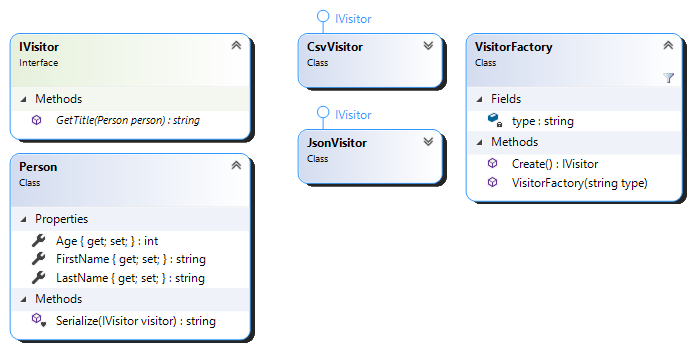 IVisitor
Interface
Methods
GetTitle(Person person) : string
Person
Class
Properties
Age { get; set; } : int
FirstName { get; set; } : string
LastName { get; set; } : string
Methods
Serialize(IVisitor visitor) : string
IVisitor
CsvVisitor
Class
IVisitor
JsonVisitor
Class
VisitorFactory
Class
Fields
type : string
Methods
Create() : IVisitor
VisitorFactory(string type)